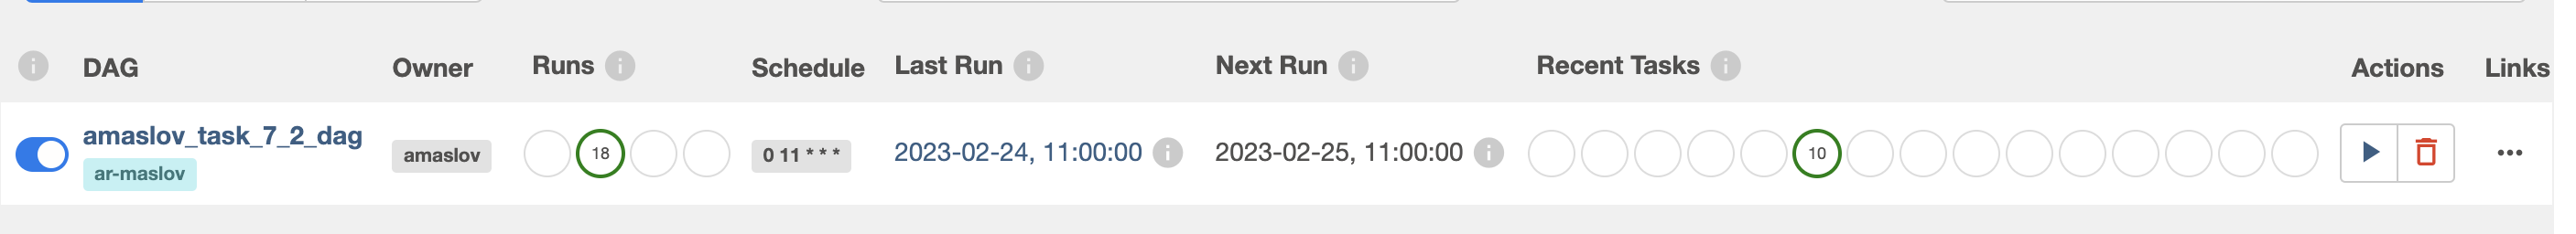 DAG Owner Runs Schedule Last Run Next Run Recent Tasks Actions Links
amaslov_task_7_2_dag amaslov 18 0 11 * * * 2023-02-24, 11:00:00 2023-02-25, 11:00:00 10
ar-maslov